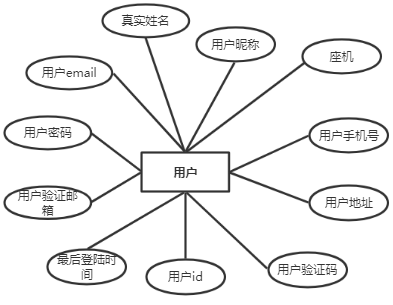 真实姓名
用户昵称
座机
用户email
用户密码
用户手机号
用户
用户验证邮
箱
用户地址
最后登陆时
间
用户id
用户验证码